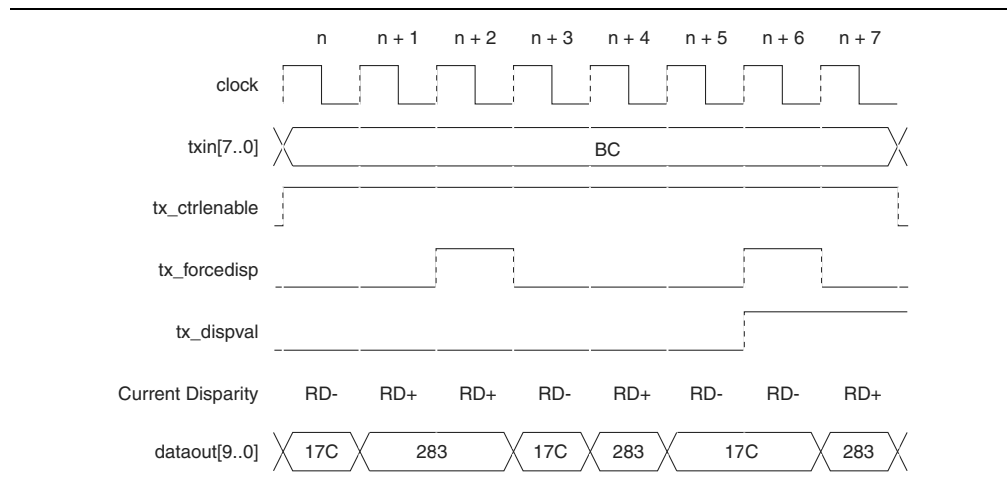 n n + 1 n + 2 n + 3 n + 4 n + 5 n + 6 n + 7
clock
txin[7..0] BC
tx_ctrlenable
tx_forcedisp
tx_dispval
Current Disparity RD- RD+ RD+ RD- RD+ RD- RD- RD+
dataout[9..0] 17C 283 17C 283 17C 283